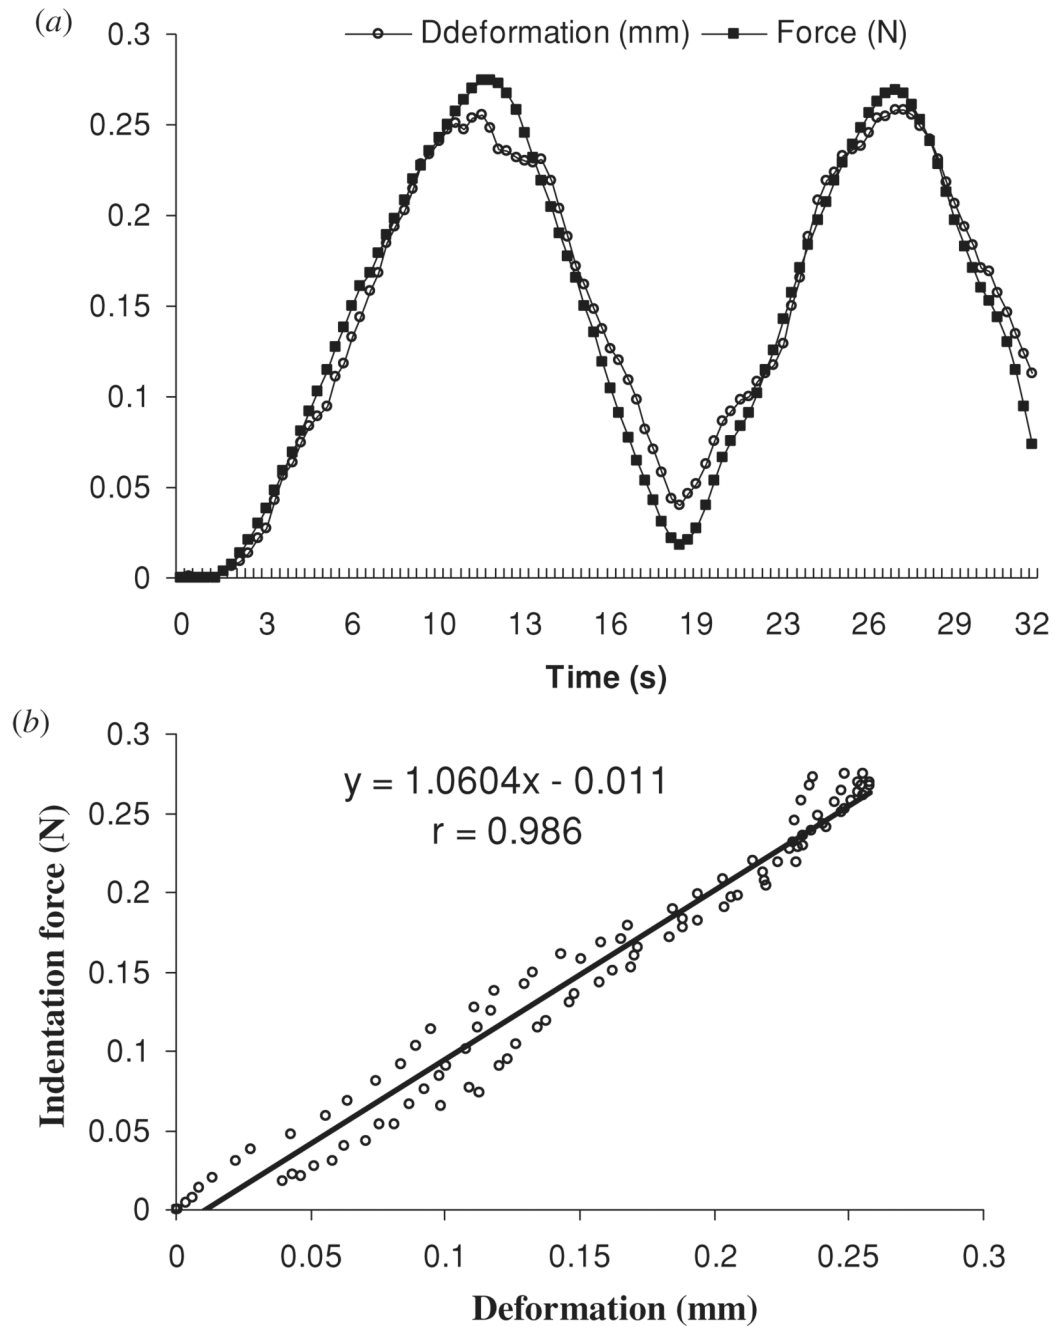 (a)
Ddeformation (mm) Force (N)
0.3
0.25
0.2
0.15
0.1
0.05
0
0 3 6 10 13 16 19 23 26 29 32
Time (s)
(b)
y = 1.0604x - 0.011
r = 0.986
Indentation force (N)
0.3
0.25
0.2
0.15
0.1
0.05
0
0 0.05 0.1 0.15 0.2 0.25 0.3
Deformation (mm)